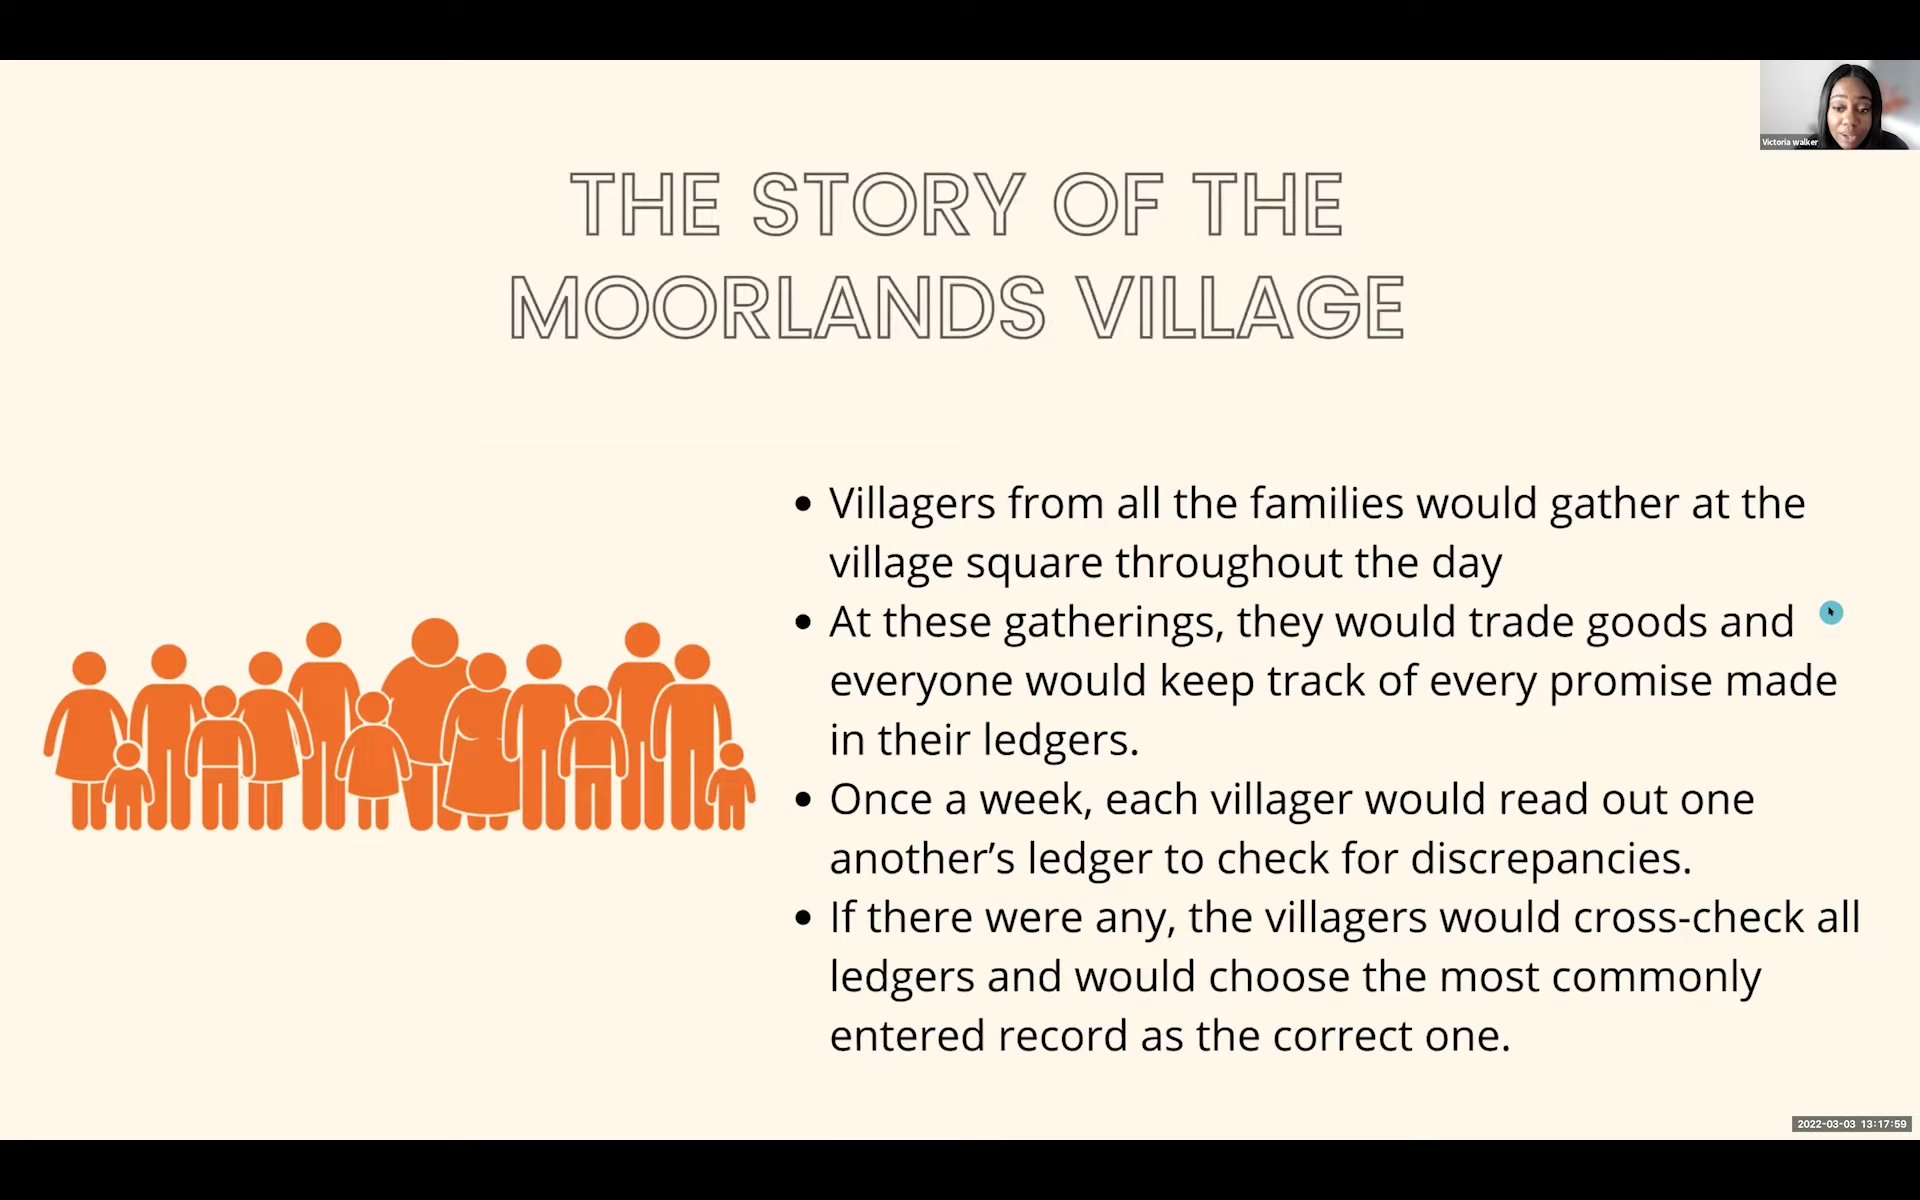 Victoria walker
THE STORY OF THE
MOORLANDS VILLAGE
• Villagers from all the families would gather at the
village square throughout the day
• At these gatherings, they would trade goods and
everyone would keep track of every promise made
in their ledgers.
• Once a week, each villager would read out one
another’s ledger to check for discrepancies.
• If there were any, the villagers would cross-check all
ledgers and would choose the most commonly
entered record as the correct one.
2022-03-03 13:17:59